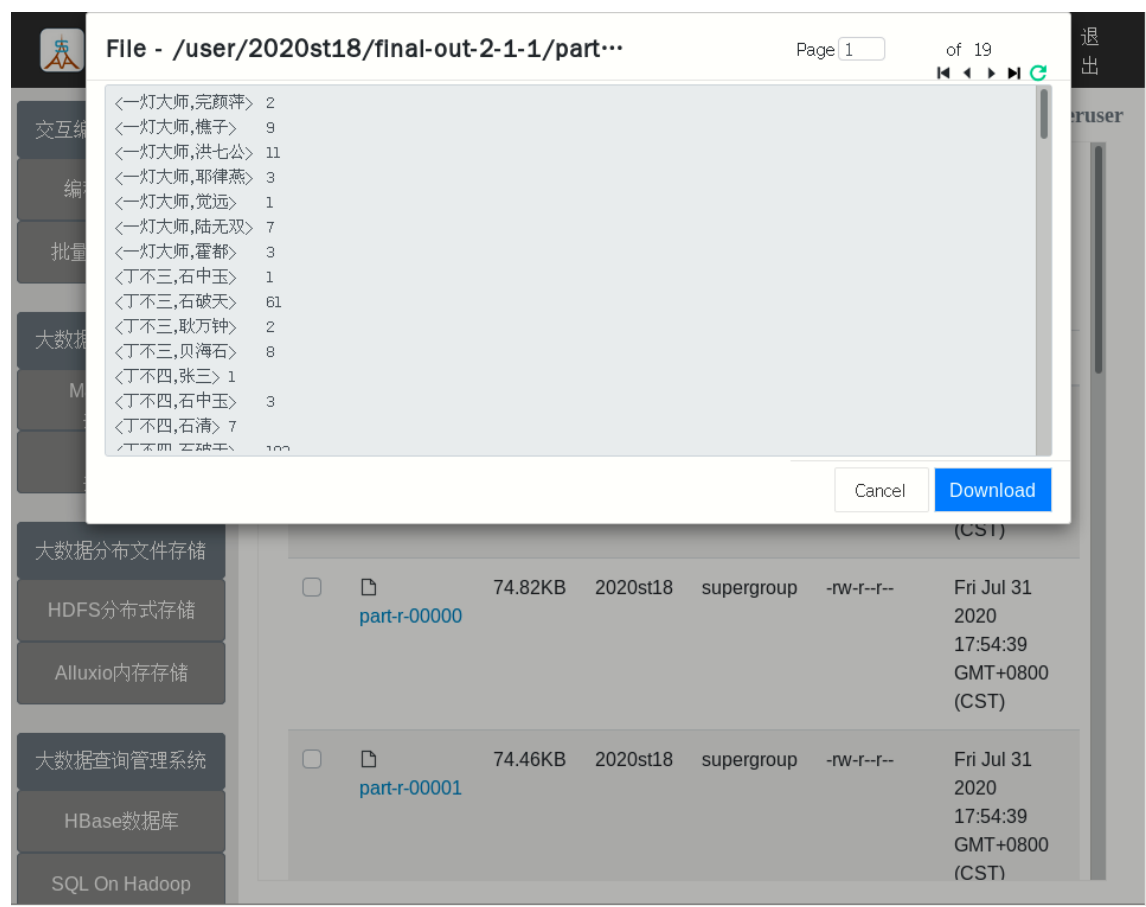 File - /user/2020st18/final-out-2-1-1/part⋯
Page 1 of 19
退
出
<一灯大师,完颜萍> 2
<一灯大师,樵子> 9
<一灯大师,洪七公> 11
<一灯大师,耶律燕> 3
<一灯大师,觉远> 1
<一灯大师,陆无双> 7
<一灯大师,霍都> 3
<丁不三,石中玉> 1
<丁不三,石破天> 61
<丁不三,耿万钟> 2
<丁不三,贝海石> 8
<丁不四,张三> 1
<丁不四,石中玉> 3
<丁不四,石清> 7
Cancel Download
eruser
交互编
编
批量
大数据
M
大数据分布文件存储
HDFS分布式存储
Alluxio内存存储
大数据查询管理系统
HBase数据库
SQL On Hadoop
(CST)
part-r-00000 74.82KB 2020st18 supergroup -rw-r--r-- Fri Jul 31
2020
17:54:39
GMT+0800
(CST)
part-r-00001 74.46KB 2020st18 supergroup -rw-r--r-- Fri Jul 31
2020
17:54:39
GMT+0800
(CST)